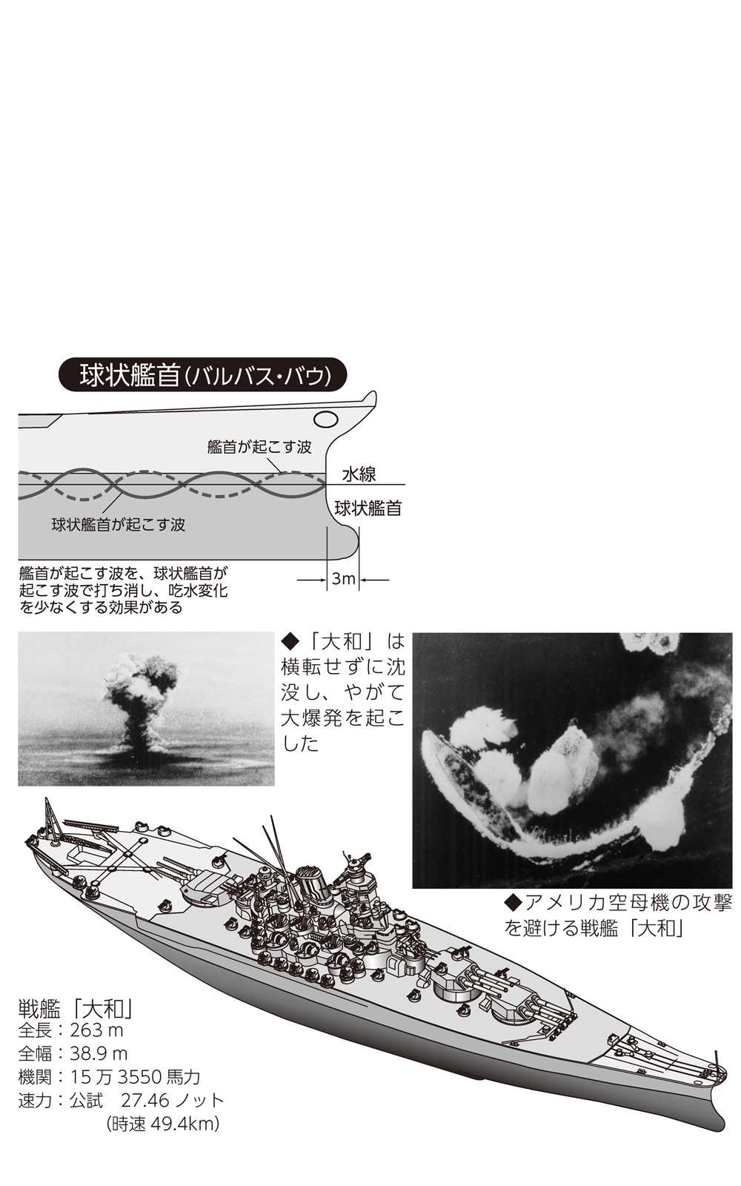 球状艦首(バルバス・バウ)
艦首が起こす波
水線
球状艦首
球状艦首が起こす波
3m
艦首が起こす波を、球状艦首が
起こす波で打ち消し、吃水変化
を少なくする効果がある
◆「大和」は
横転せずに沈
没し、やがて
大爆発を起こ
した
◆アメリカ空母機の攻撃
を避ける戦艦「大和」
戦艦「大和」
全長：263 m
全幅：38.9 m
機関：15 万 3550 馬力
速力：公試　27.46 ノット
(時速 49.4km)